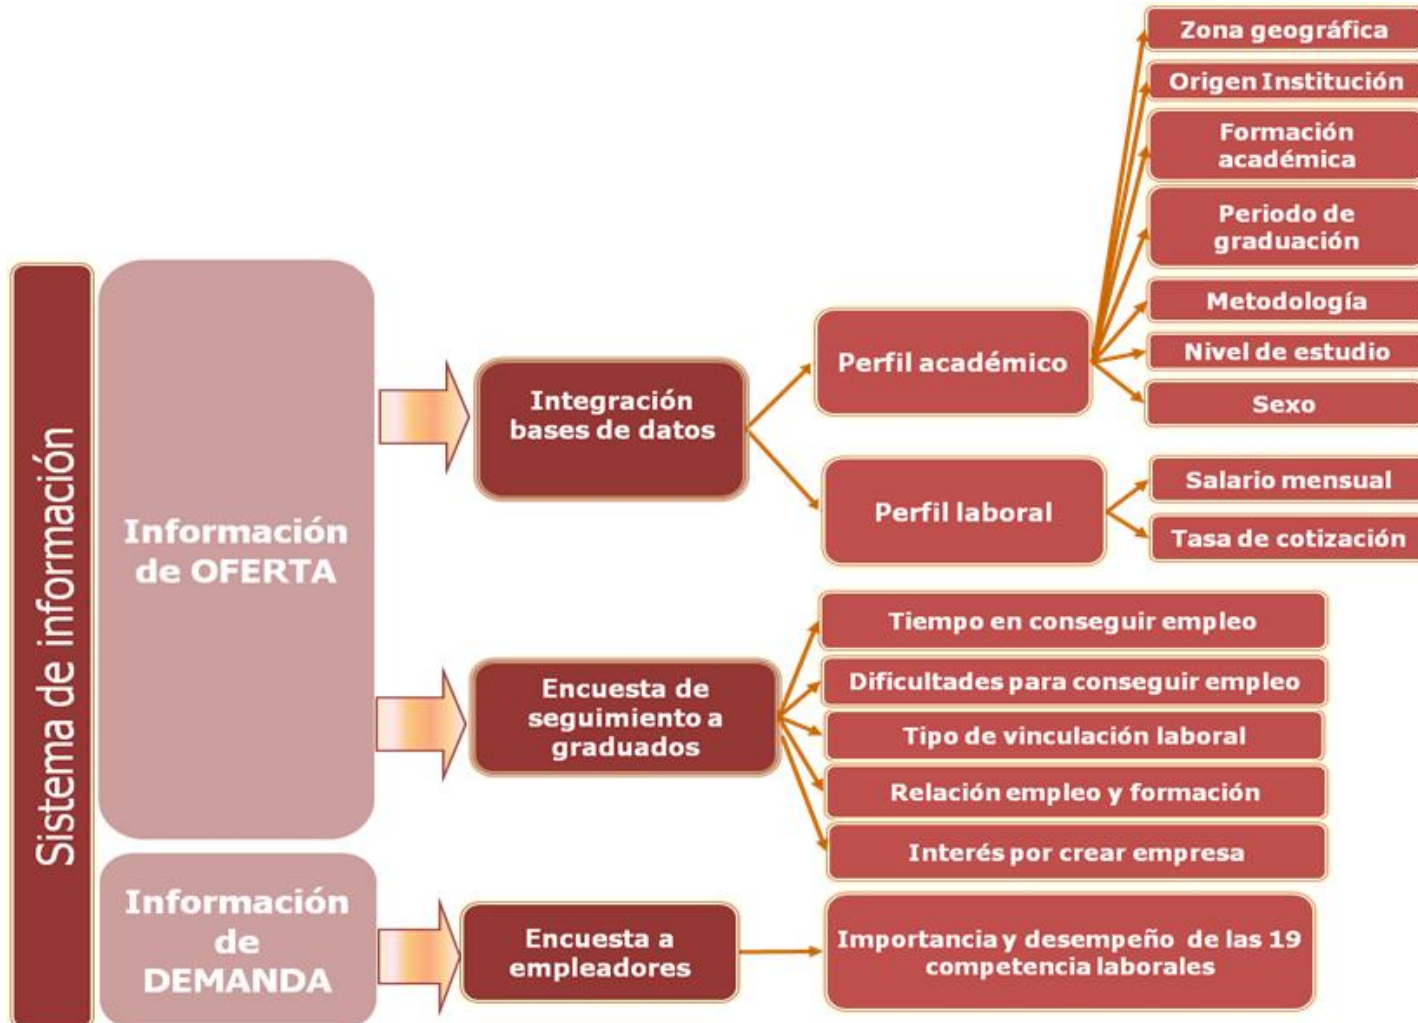 Sistema de información
Información
de OFERTA
Integración
bases de datos
Perfil académico
Zona geográfica
Origen Institución
Formación
académica
Periodo de
graduación
Metodología
Nivel de estudio
Sexo
Perfil laboral
Salario mensual
Tasa de cotización
Encuesta de
seguimiento a
graduados
Tiempo en conseguir empleo
Dificultades para conseguir empleo
Tipo de vinculación laboral
Relación empleo y formación
Interés por crear empresa
Información
de
DEMANDA
Encuesta a
empleadores
Importancia y desempeño de las 19
competencia laborales